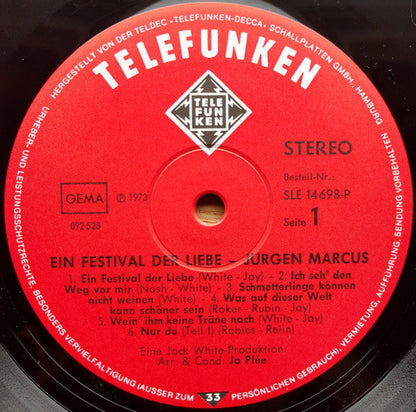 HERGESTELLT VON DER TELDEC »TELEFUNKEN-DECCA« SCHALLPLATTEN GMBH., HAMBURG
TELEFUNKEN
TELE
FUN
KEN
STEREO
GEMA
℗ 1973
092 528
Bestell-Nr.:
SLE 14 698-P
Seite 1
EIN FESTIVAL DER LIEBE – JÜRGEN MARCUS
1. Ein Festival der Liebe (White - Jay) - 2. Ich seh' den
Weg vor mir (Nosh - White) - 3. Schmetterlinge können
nicht weinen (White) - 4. Was auf dieser Welt
kann schöner sein (Roker - Rubin - Jay)
5. Wein' ihm keine Träne nach (White - Jay)
6. Nur du (Teil I) (Robles - Relin)
Eine Jack White-Produktion
Arr. & Cond. Jo Plée
URHEBER- UND LEISTUNGSSCHUTZRECHTE, BESONDERS VERVIELFÄLTIGUNG (AUSSER ZUM
33
PERSÖNLICHEN GEBRAUCH), VERMIETUNG, AUFFÜHRUNG, SENDUNG VORBEHALTEN